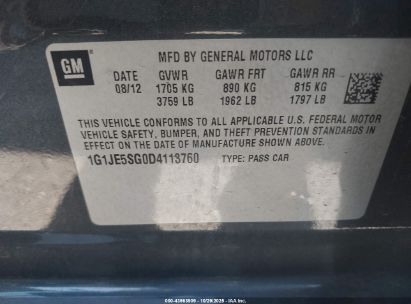 GM
MFD BY GENERAL MOTORS LLC
DATE GVWR GAWR FRT GAWR RR
08/12 1705 KG 890 KG 815 KG
3759 LB 1962 LB 1797 LB
THIS VEHICLE CONFORMS TO ALL APPLICABLE U.S. FEDERAL MOTOR
VEHICLE SAFETY, BUMPER, AND THEFT PREVENTION STANDARDS IN
EFFECT ON THE DATE OF MANUFACTURE SHOWN ABOVE.
1G1JE5SG0D4113760 TYPE: PASS CAR